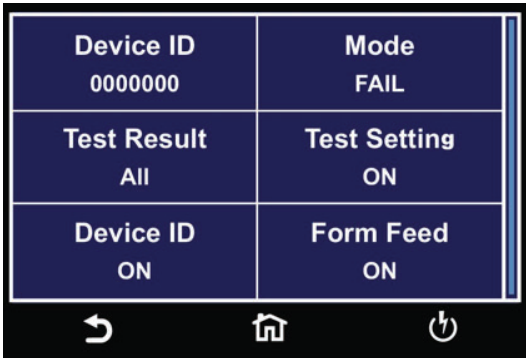 Device ID
Mode
0000000
FAIL
Test Result
Test Setting
All
ON
Device ID
Form Feed
ON
ON